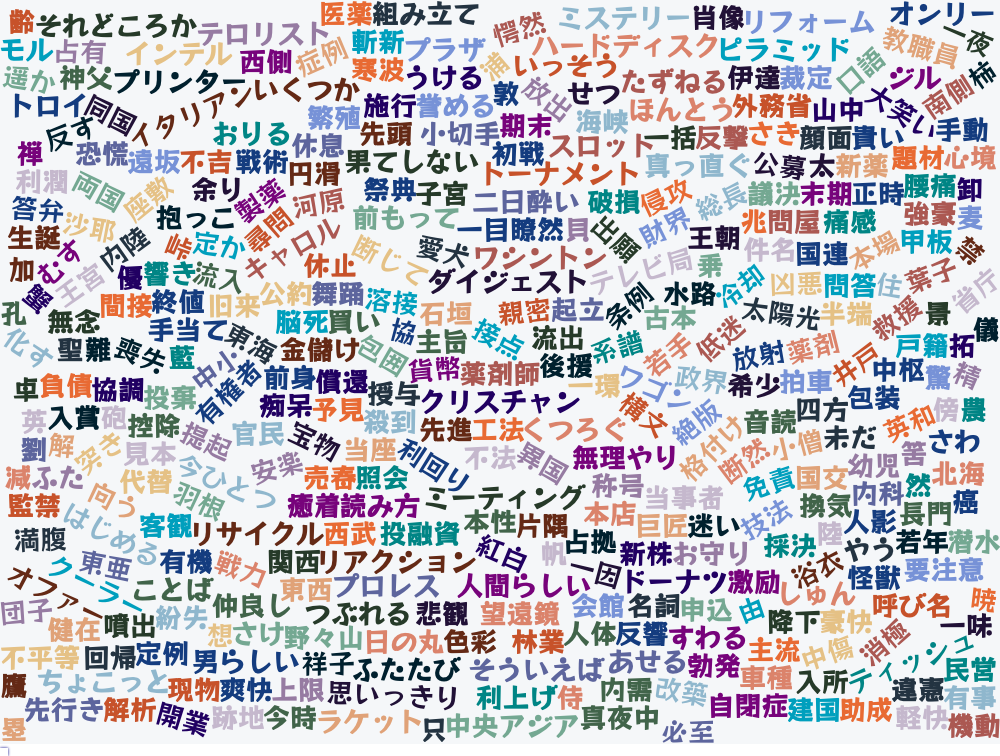 齢 それどころか テロリスト 医薬 組み立て 愕然 ミステリー 肖像 リフォーム オンリー 一夜
モル 占有 インテル 西側 症例 斬新 プラザ ハードディスク ピラミッド 教職員
遥か 神父 プリンター いくつか 寒波 うける 浦 いっそう たずねる 伊達 裁定 口語 ジル 南側 柿
トロイ 同国 イタリアン 繁殖 施行 誉める 敦 放出 せつ ほんとう 外務省 山中 大笑い
反す おりる 休息 先頭 小切手 期末 海峡 スロット 一括 反撃 さき 顔面 貴い 手動
禅 恐慌 遠坂 不吉 戦術 円滑 果てしない 初戦 トーナメント 真っ直ぐ 公募 太 新薬 題材 心境
利潤 両国 座敷 余り 製薬 河原 祭典 子宮 二日酔い 破損 侵攻 総長 議決 末期 正時 腰痛 卸
答弁 沙耶 抱っこ 尋問 前もって 一目瞭然 貝 出願 財界 兆 問屋 痛感 強豪 麦
生誕 むす 内陸 峠 定か キャロル 断じて 愛犬 ワシントン テレビ局 王朝 件名 国連 本場 甲板 禁
加 蟹 王宮 優 響き 流入 休止 ダイジェスト 乗 冷却 凶悪 問答 住 葉子 省庁
孔 無念 間接 終値 旧来 公約 舞踊 溶接 石垣 親密 起立 条例 水路 古本 太陽光 半端 救援 景 儀
化す 聖 難 喪失 藍 手当て 東海 脳死 買い 協 主旨 接点 流出 系譜 若手 低迷 放射 薬剤 戸籍 拓
卓 負債 協調 投棄 中小 有権者 金儲け 前身 償還 包囲 授与 貨幣 薬剤師 後援 一環 ワゴン 政界 希少 拍車 井戸 中枢 驚 精
入賞 砲 控除 提起 官民 痴呆 予見 殺到 クリスチャン 横文 絶版 音読 四方 包装 英和 傍 農
劉 解 突き 見本 今ひとつ 安楽 宝物 当座 利回り 先進 工法 くつろぐ 不法 異国 無理やり 格付け 断然 小僧 未だ 幼児 さわ
減 ふた 向う 代替 羽根 売春 照会 称号 当事者 免責 国交 内科 然 北海
監禁 はじめる 客観 癒着 読み方 ミーティング 本店 巨匠 迷い 技法 換気 人影 長門 癌
満腹 リサイクル 西武 投融資 本性 片隅 占拠 陸 やう 若年 潜水
東亜 有機 戦力 関西 リアクション 紅白 帆 新株 お守り 採決 浴衣 怪獣 要注意
オファー クーラー ことば 東西 プロレス 人間らしい 一因 ドーナツ 激励 しゅん 呼び名 暁
団子 健在 噴出 紛失 仲良し つぶれる 悲観 望遠鏡 会館 名詞 申込 由 降下 豪快 一味
不平等 回帰 定例 想 さけ 野々山 日の丸 色彩 林業 人体 反響 すわる 主流 中傷 消極 ティッシュ
鷹 ちょこっと 男らしい 祥子 ふたたび そういえば あせる 勃発 車種 入所 民営
現物 爽快 上限 思いっきり 利上げ 侍 内需 改築 自閉症 建国 助成 違憲 有事
塁 先行き 解析 開業 跡地 今時 ラケット 只 中央アジア 真夜中 必至 軽快 機動